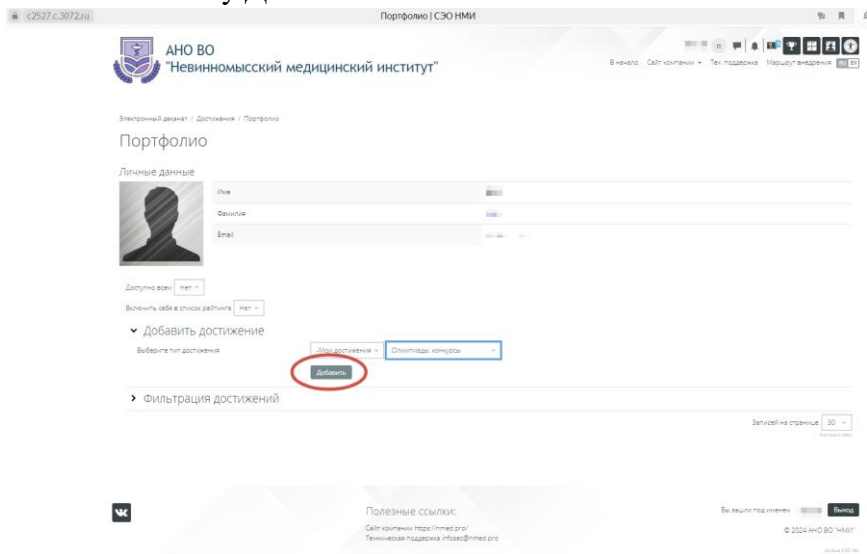 c2527.c.3072.ru
Портфолио | СЭО НМИ
АНО ВО
"Невинномысский медицинский институт"
В начало Сайт компании Тех. поддержка Маршрут внедрения RU EN
Электронный деканат / Достижения / Портфолио
Портфолио
Личные данные
Имя
Фамилия
Email
Доступно всем Нет
Включить себя в список рейтинга Нет
Добавить достижение
Выберите тип достижения
Мои достижения Олимпиады, конкурсы
Добавить
Фильтрация достижений
Записей на странице: 30
Полезные ссылки:
Сайт компании https://nmed.pro/
Техническая поддержка infosec@nmed.pro
Вы зашли под именем Выход
© 2024 АНО ВО "НМИ"